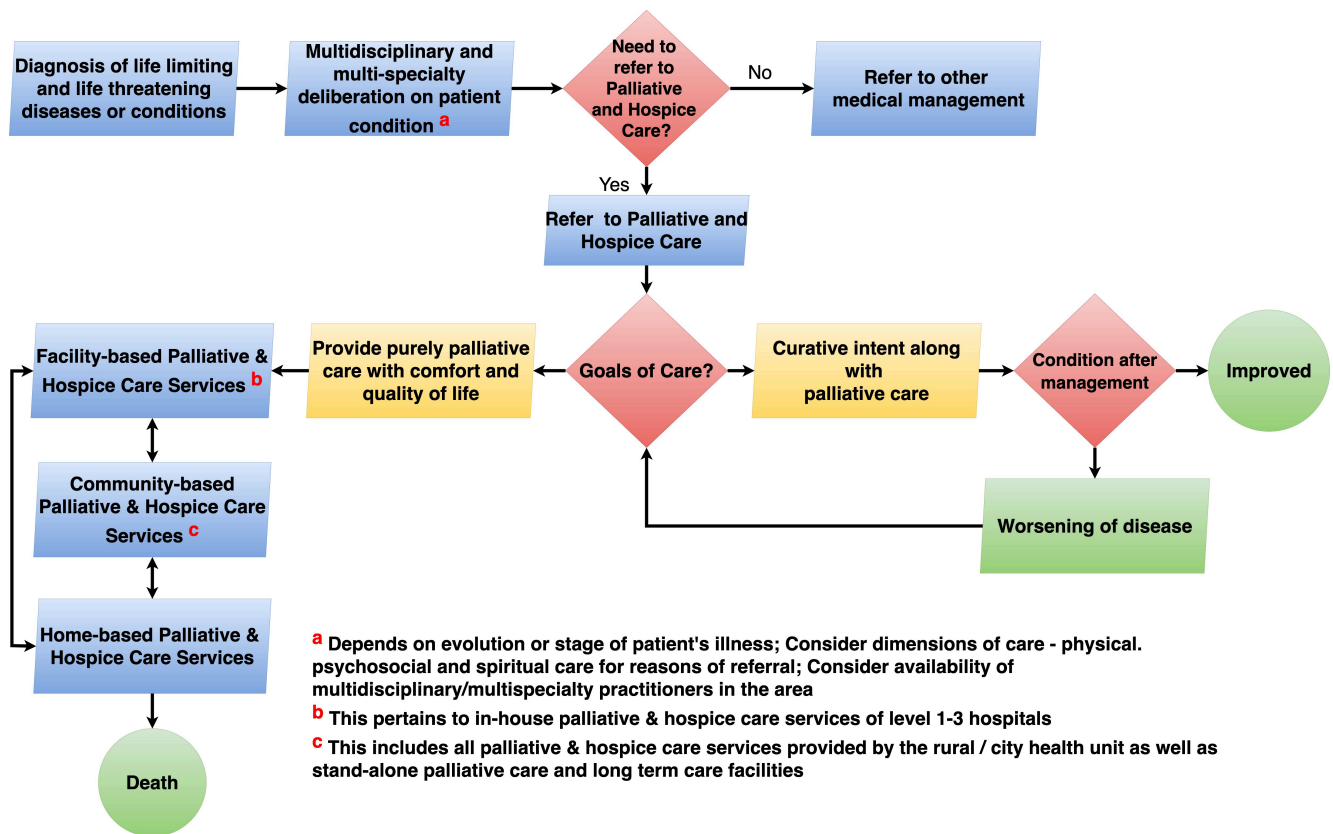 Diagnosis of life limiting
and life threatening
diseases or conditions
Multidisciplinary and
multi-specialty
deliberation on patient
condition a
Need to
refer to
Palliative
and Hospice
Care?
No
Refer to other
medical management
Yes
Refer to Palliative and
Hospice Care
Facility-based Palliative &
Hospice Care Services b
Provide purely palliative
care with comfort and
quality of life
Goals of Care?
Curative intent along
with
palliative care
Condition after
management
Improved
Community-based
Palliative & Hospice Care
Services c
Worsening of disease
Home-based Palliative &
Hospice Care Services
Death
a Depends on evolution or stage of patient's illness; Consider dimensions of care - physical.
psychosocial and spiritual care for reasons of referral; Consider availability of
multidisciplinary/multispecialty practitioners in the area
b This pertains to in-house palliative & hospice care services of level 1-3 hospitals
c This includes all palliative & hospice care services provided by the rural / city health unit as well as
stand-alone palliative care and long term care facilities